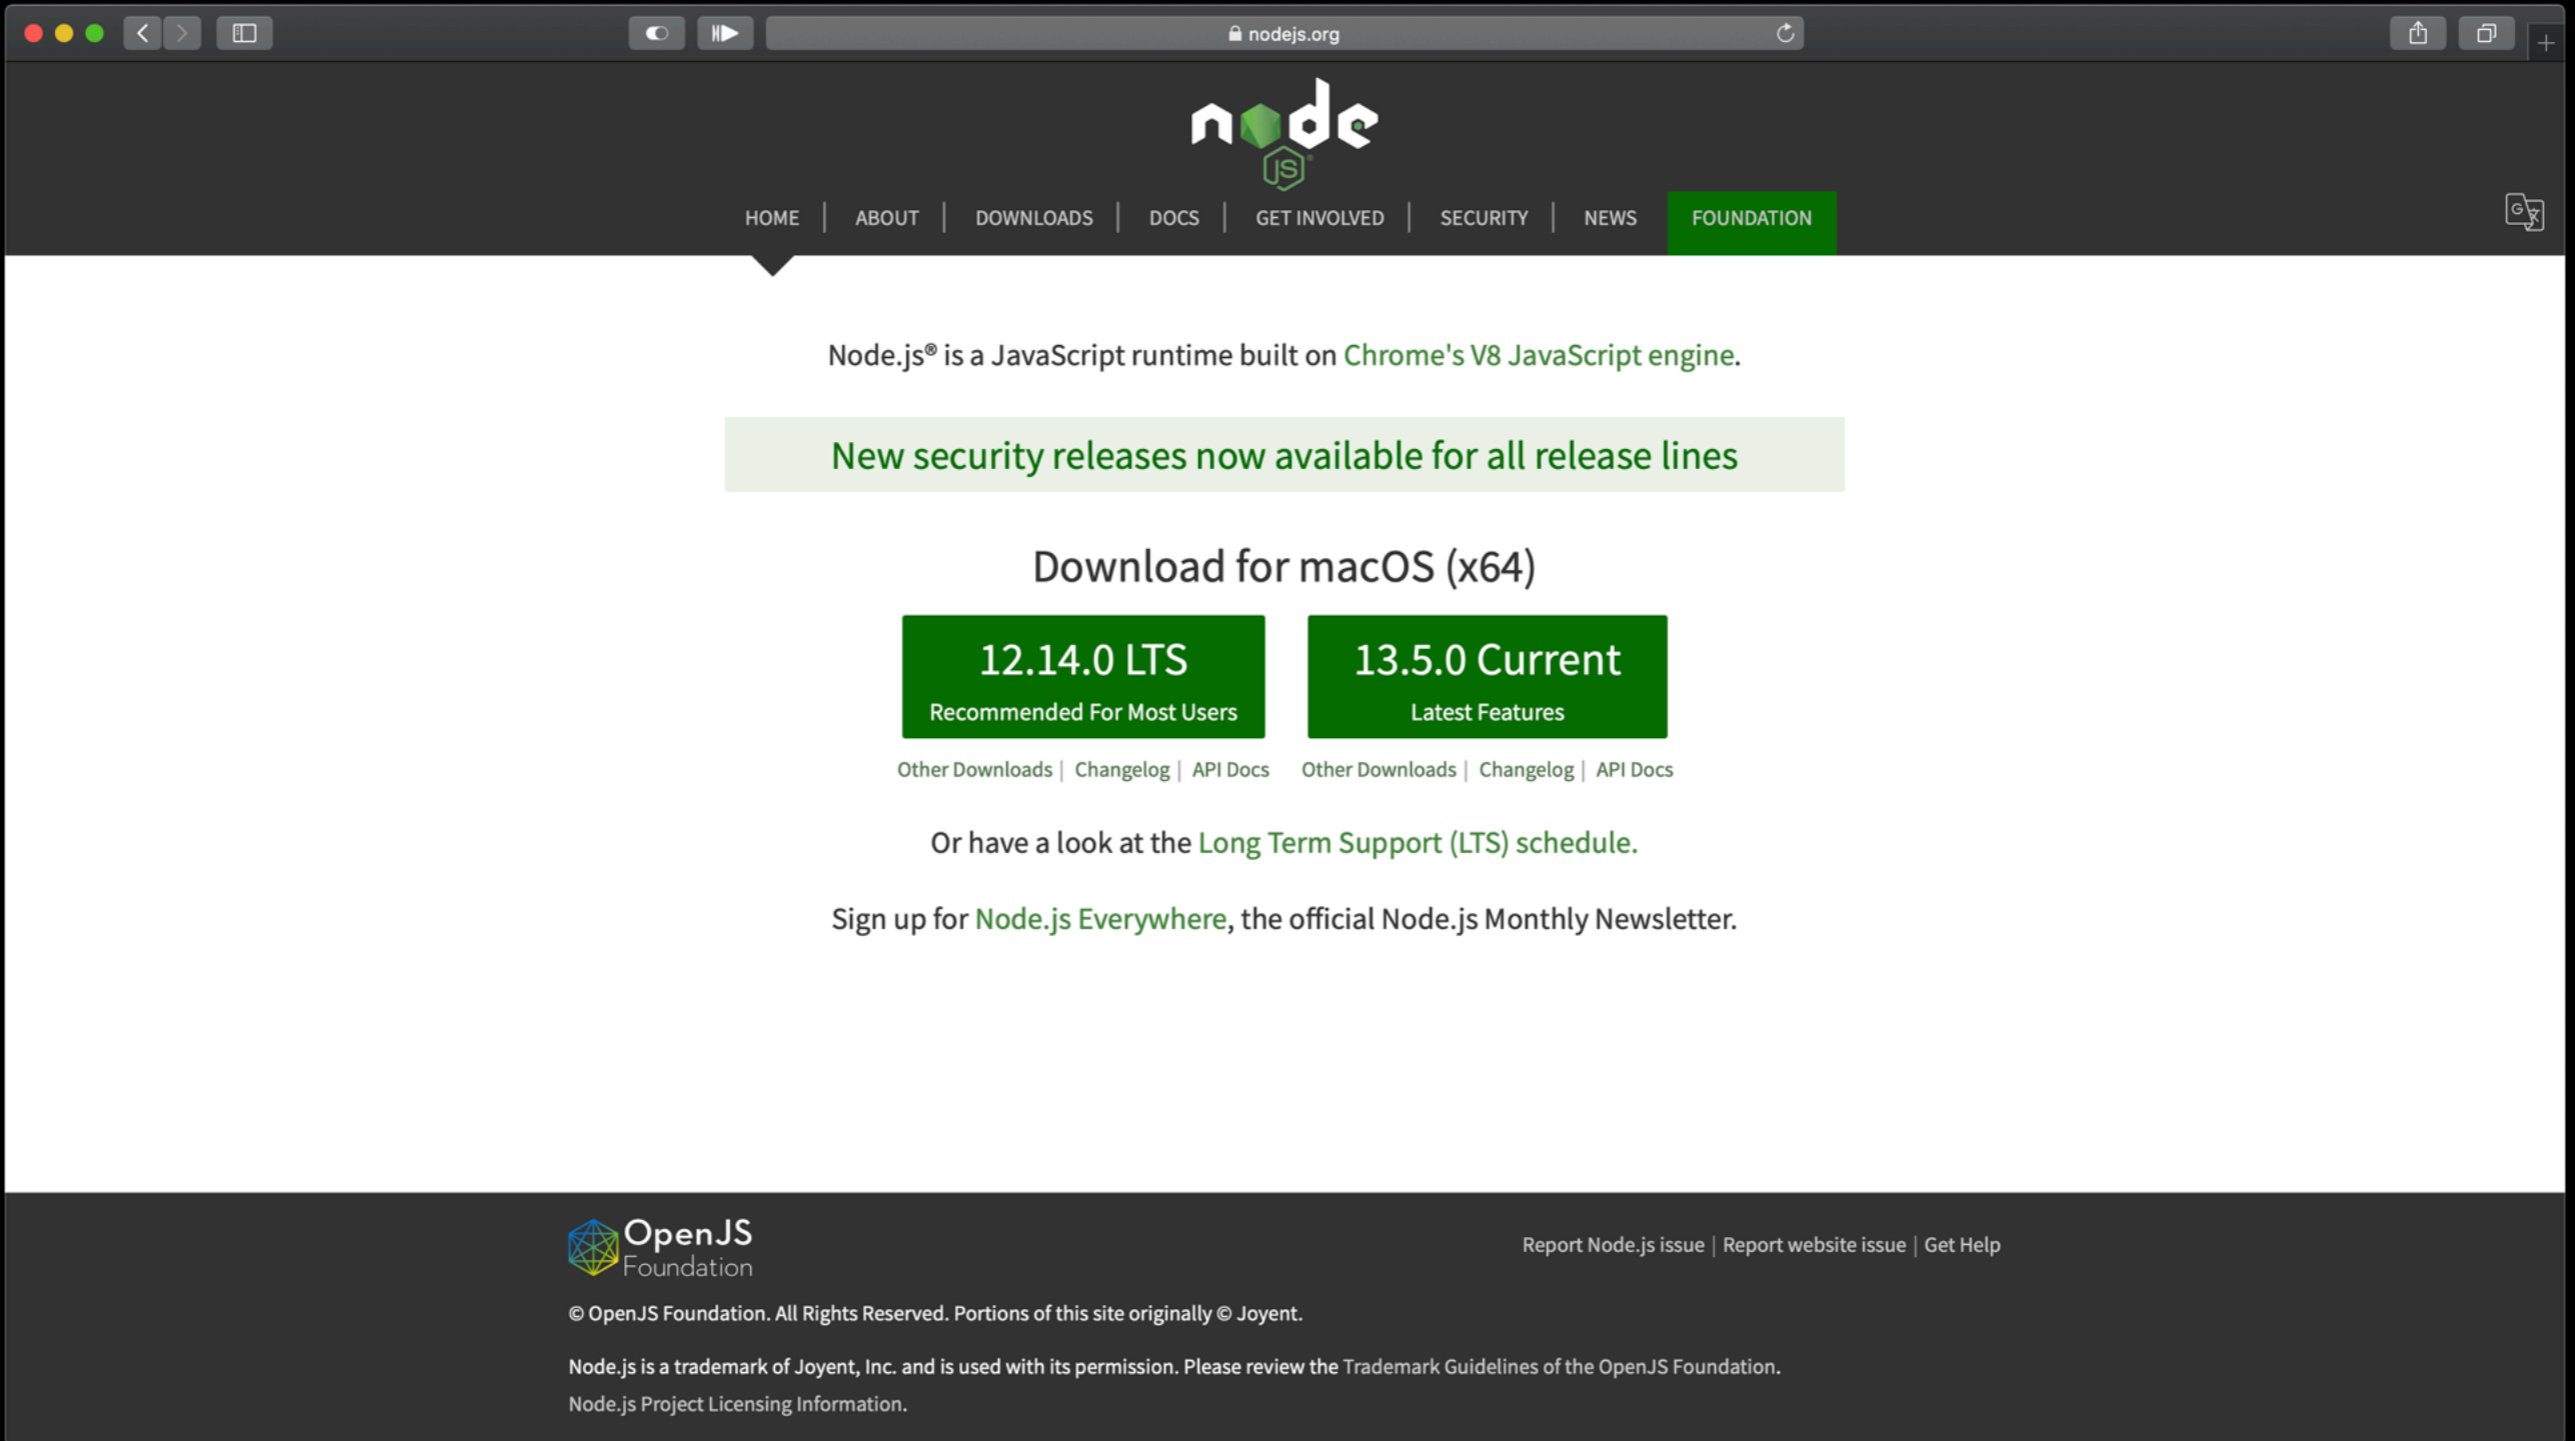 nodejs.org
node
JS
HOME | ABOUT | DOWNLOADS | DOCS | GET INVOLVED | SECURITY | NEWS FOUNDATION
Node.js® is a JavaScript runtime built on Chrome's V8 JavaScript engine.
New security releases now available for all release lines
Download for macOS (x64)
12.14.0 LTS
Recommended For Most Users
13.5.0 Current
Latest Features
Other Downloads | Changelog | API Docs
Other Downloads | Changelog | API Docs
Or have a look at the Long Term Support (LTS) schedule.
Sign up for Node.js Everywhere, the official Node.js Monthly Newsletter.
OpenJS
Foundation
Report Node.js issue | Report website issue | Get Help
© OpenJS Foundation. All Rights Reserved. Portions of this site originally © Joyent.
Node.js is a trademark of Joyent, Inc. and is used with its permission. Please review the Trademark Guidelines of the OpenJS Foundation.
Node.js Project Licensing Information.